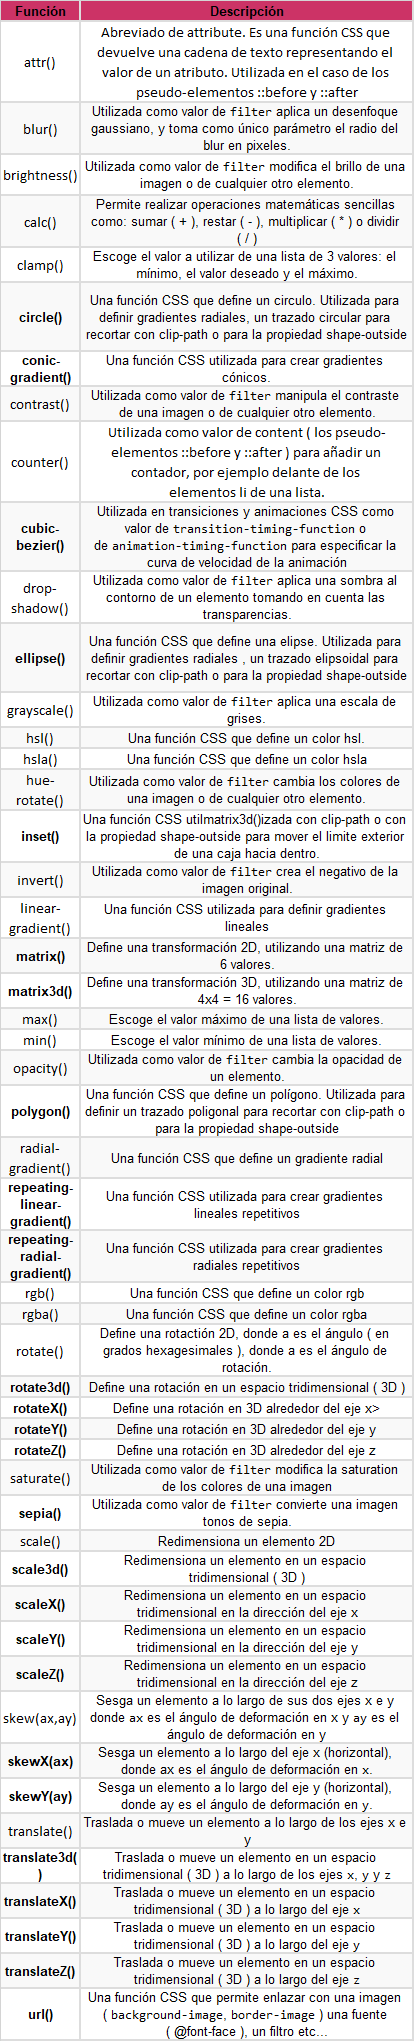 Función Descripción
attr() Abreviado de attribute. Es una función CSS que
devuelve una cadena de texto representando el
valor de un atributo. Utilizada en el caso de los
pseudo-elementos ::before y ::after
blur() Utilizada como valor de filter aplica un desenfoque
gaussiano, y toma como único parámetro el radio del
blur en pixeles.
brightness() Utilizada como valor de filter modifica el brillo de una
imagen o de cualquier otro elemento.
calc() Permite realizar operaciones matemáticas sencillas
como: sumar ( + ), restar ( - ), multiplicar ( * ) o dividir
( / )
clamp() Escoge el valor a utilizar de una lista de 3 valores: el
mínimo, el valor deseado y el máximo.
circle() Una función CSS que define un circulo. Utilizada para
definir gradientes radiales, un trazado circular para
recortar con clip-path o para la propiedad shape-outside
conic-
gradient() Una función CSS utilizada para crear gradientes
cónicos.
contrast() Utilizada como valor de filter manipula el contraste
de una imagen o de cualquier otro elemento.
counter() Utilizada como valor de content ( los pseudo-
elementos ::before y ::after ) para añadir un
contador, por ejemplo delante de los
elementos li de una lista.
cubic-
bezier() Utilizada en transiciones y animaciones CSS como
valor de transition-timing-function o
de animation-timing-function para especificar la
curva de velocidad de la animación
drop-
shadow() Utilizada como valor de filter aplica una sombra al
contorno de un elemento tomando en cuenta las
transparencias.
ellipse() Una función CSS que define una elipse. Utilizada para
definir gradientes radiales , un trazado elipsoidal para
recortar con clip-path o para la propiedad shape-outside
grayscale() Utilizada como valor de filter aplica una escala de
grises.
hsl() Una función CSS que define un color hsl.
hsla() Una función CSS que define un color hsla
hue-
rotate() Utilizada como valor de filter cambia los colores de
una imagen o de cualquier otro elemento.
inset() Una función CSS utilmatrix3d()izada con clip-path o con
la propiedad shape-outside para mover el limite exterior
de una caja hacia dentro.
invert() Utilizada como valor de filter crea el negativo de la
imagen original.
linear-
gradient() Una función CSS utilizada para definir gradientes
lineales
matrix() Define una transformación 2D, utilizando una matriz de
6 valores.
matrix3d() Define una transformación 3D, utilizando una matriz de
4x4 = 16 valores.
max() Escoge el valor máximo de una lista de valores.
min() Escoge el valor mínimo de una lista de valores.
opacity() Utilizada como valor de filter cambia la opacidad de
un elemento.
polygon() Una función CSS que define un polígono. Utilizada para
definir un trazado poligonal para recortar con clip-path o
para la propiedad shape-outside
radial-
gradient() Una función CSS que define un gradiente radial
repeating-
linear-
gradient() Una función CSS utilizada para crear gradientes
lineales repetitivos
repeating-
radial-
gradient() Una función CSS utilizada para crear gradientes
radiales repetitivos
rgb() Una función CSS que define un color rgb
rgba() Una función CSS que define un color rgba
rotate() Define una rotactión 2D, donde a es el ángulo ( en
grados hexagesimales ), donde a es el ángulo de
rotación.
rotate3d() Define una rotación en un espacio tridimensional ( 3D )
rotateX() Define una rotación en 3D alrededor del eje x>
rotateY() Define una rotación en 3D alrededor del eje y
rotateZ() Define una rotación en 3D alrededor del eje z
saturate() Utilizada como valor de filter modifica la saturation
de los colores de una imagen
sepia() Utilizada como valor de filter convierte una imagen
tonos de sepia.
scale() Redimensiona un elemento 2D
scale3d() Redimensiona un elemento en un espacio
tridimensional ( 3D )
scaleX() Redimensiona un elemento en un espacio
tridimensional en la dirección del eje x
scaleY() Redimensiona un elemento en un espacio
tridimensional en la dirección del eje y
scaleZ() Redimensiona un elemento en un espacio
tridimensional en la dirección del eje z
skew(ax,ay) Sesga un elemento a lo largo de sus dos ejes x e y
donde ax es el ángulo de deformación en x y ay es el
ángulo de deformación en y
skewX(ax) Sesga un elemento a lo largo del eje x (horizontal),
donde ax es el ángulo de deformación en x.
skewY(ay) Sesga un elemento a lo largo del eje y (horizontal),
donde ay es el ángulo de deformación en y.
translate() Traslada o mueve un elemento a lo largo de los ejes x e
y
translate3d(
) Traslada o mueve un elemento en un espacio
tridimensional ( 3D ) a lo largo de los ejes x, y y z
translateX() Traslada o mueve un elemento en un espacio
tridimensional ( 3D ) a lo largo del eje x
translateY() Traslada o mueve un elemento en un espacio
tridimensional ( 3D ) a lo largo del eje y
translateZ() Traslada o mueve un elemento en un espacio
tridimensional ( 3D ) a lo largo del eje z
url() Una función CSS que permite enlazar con una imagen
( background-image, border-image ) una fuente
( @font-face ), un filtro etc...